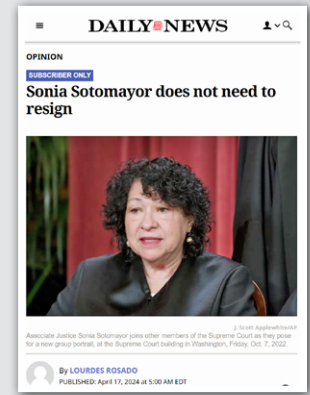 DAILY NEWS
OPINION
SUBSCRIBER ONLY
Sonia Sotomayor does not need to
resign
J. Scott Applewhite/AP
Associate Justice Sonia Sotomayor joins other members of the Supreme Court as they pose
for a new group portrait, at the Supreme Court building in Washington, Friday, Oct. 7, 2022.
By LOURDES ROSADO
PUBLISHED: April 17, 2024 at 5:00 AM EDT